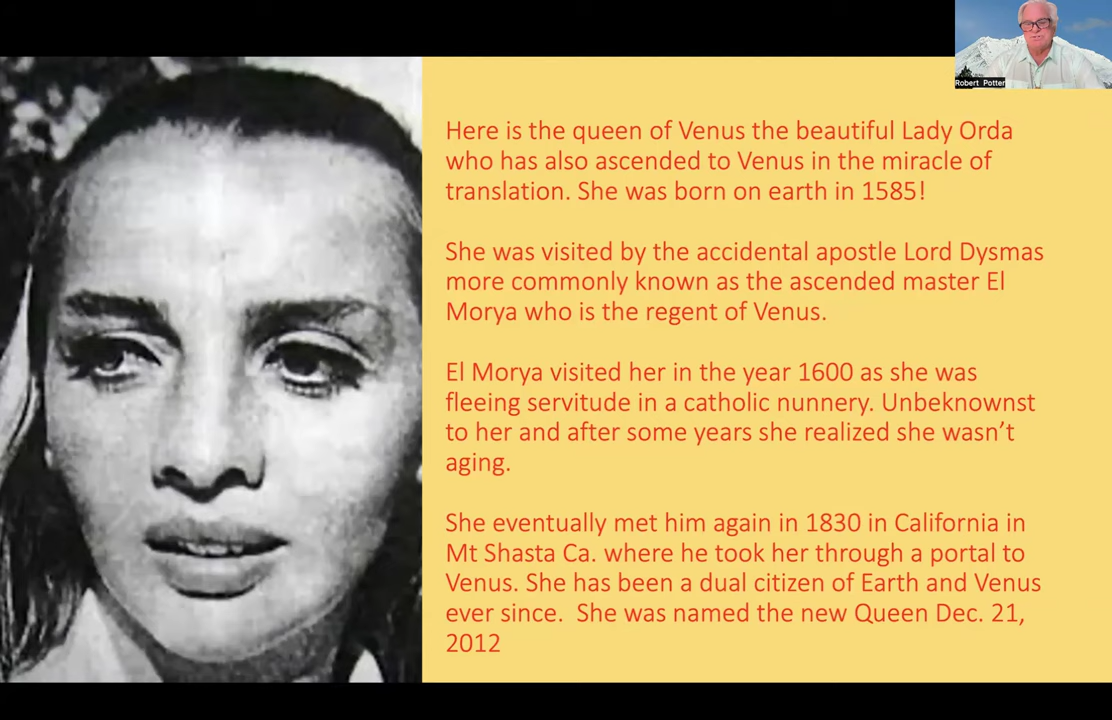 Robert Potter
Here is the queen of Venus the beautiful Lady Orda
who has also ascended to Venus in the miracle of
translation. She was born on earth in 1585!
She was visited by the accidental apostle Lord Dysmas
more commonly known as the ascended master El
Morya who is the regent of Venus.
El Morya visited her in the year 1600 as she was
fleeing servitude in a catholic nunnery. Unbeknownst
to her and after some years she realized she wasn’t
aging.
She eventually met him again in 1830 in California in
Mt Shasta Ca. where he took her through a portal to
Venus. She has been a dual citizen of Earth and Venus
ever since.  She was named the new Queen Dec. 21,
2012